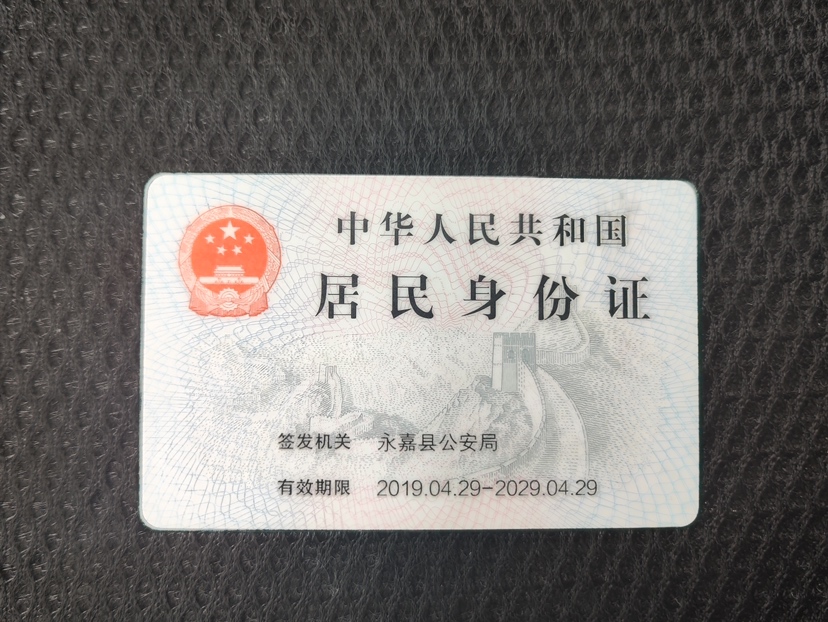 中华人民共和国
居民身份证
签发机关 永嘉县公安局
有效期限 2019.04.29-2029.04.29